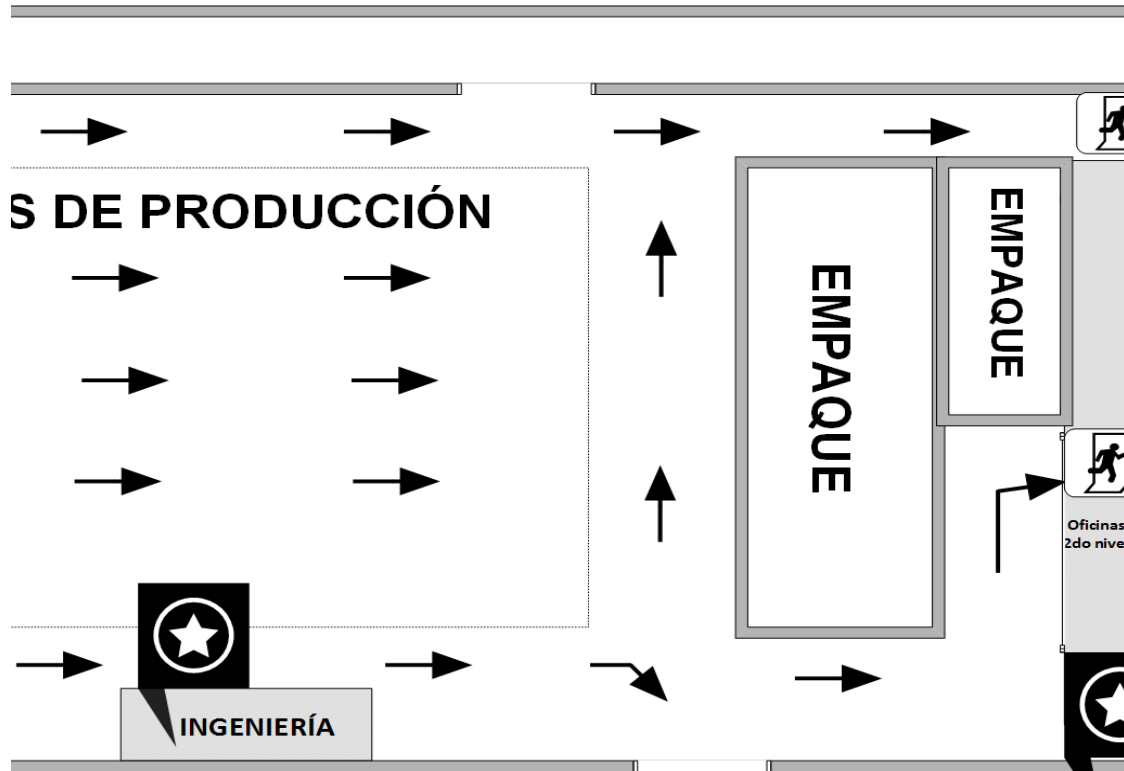 S DE PRODUCCIÓN
EMPAQUE
EMPAQUE
Oficinas
2do nive
INGENIERÍA